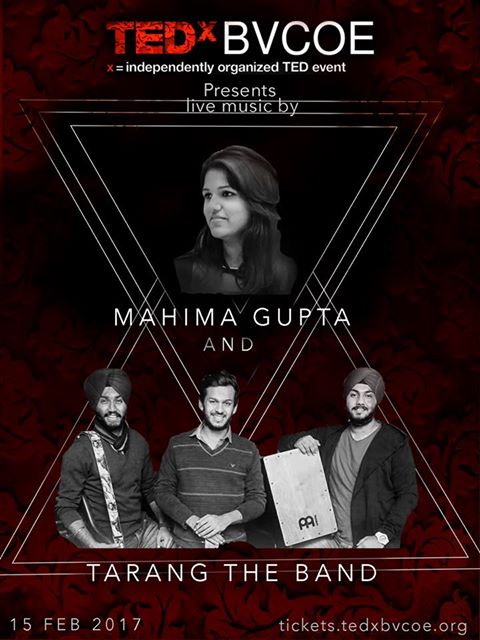 TEDxBVCOE
x = independently organized TED event
Presents
live music by
MAHIMA GUPTA
AND
MEINL
TARANG THE BAND
15 FEB 2017 tickets.tedxbvcoe.org